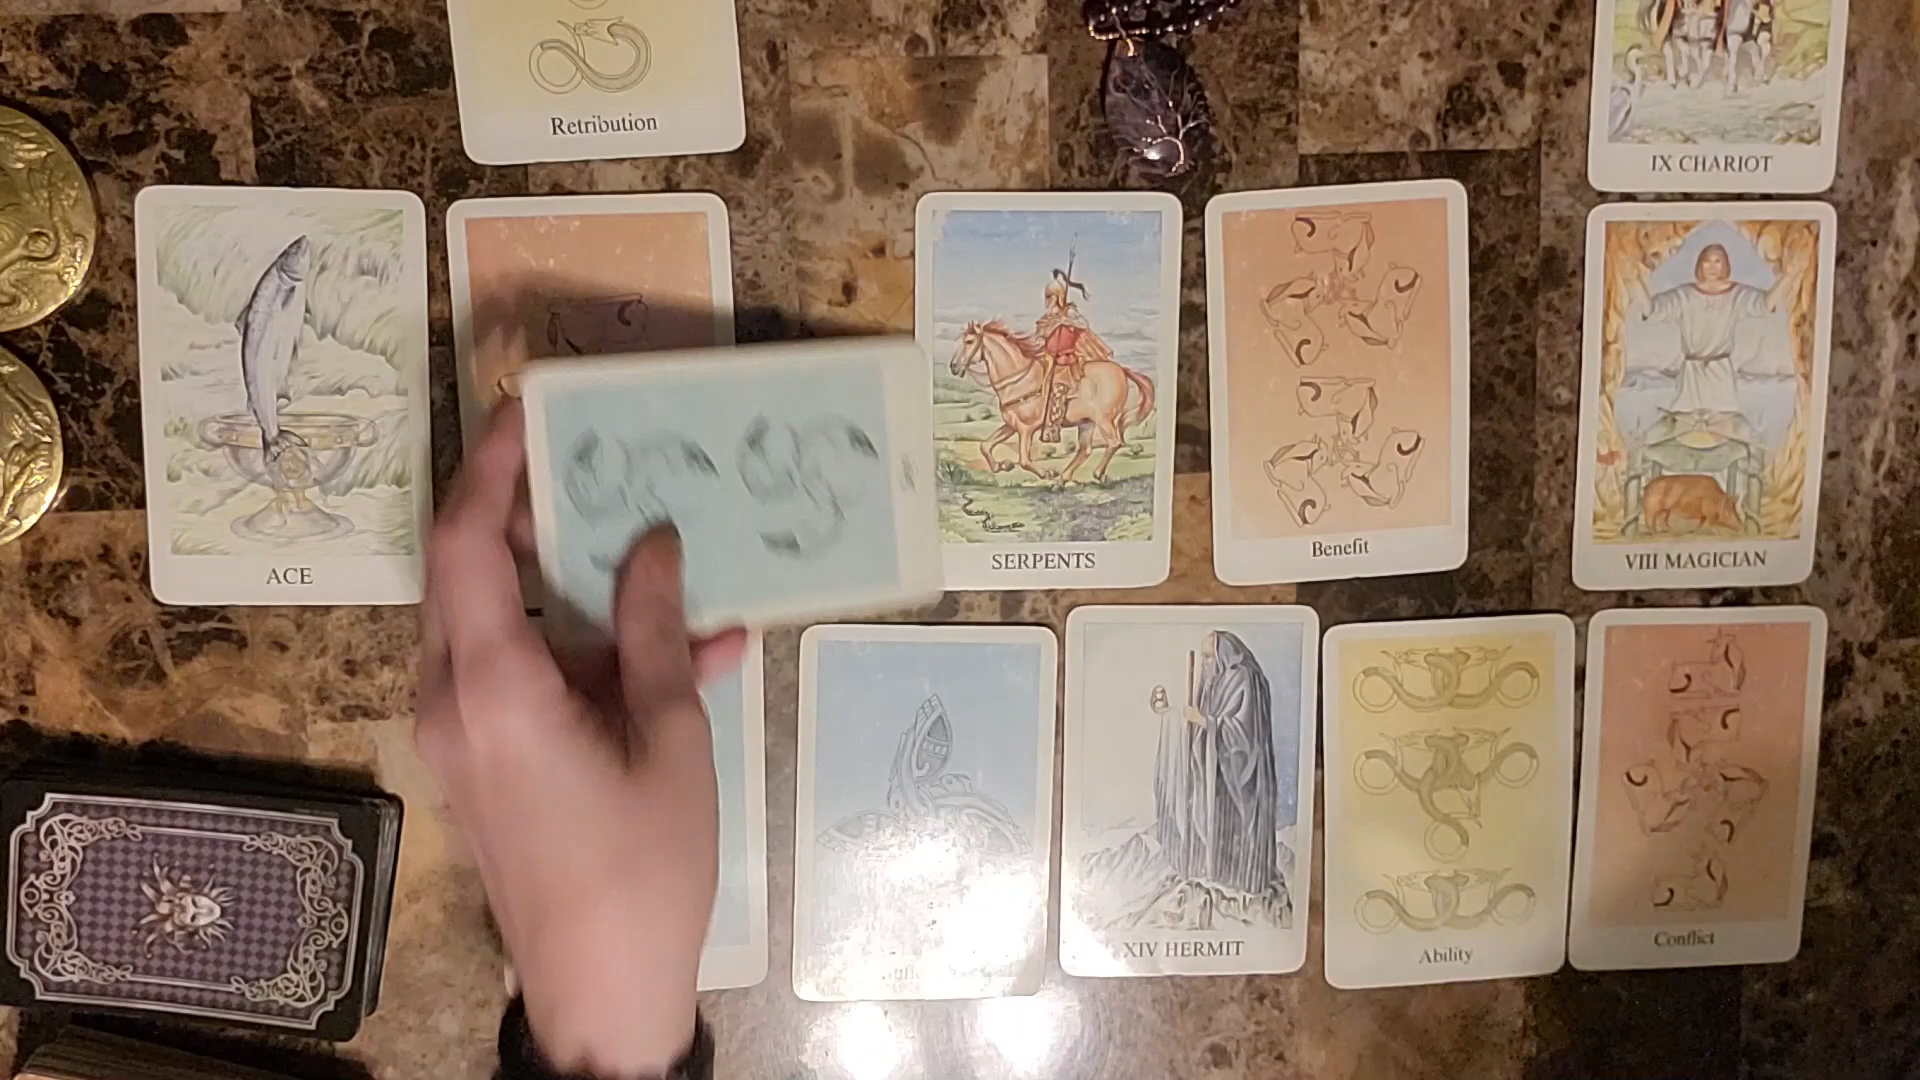 Retribution
IX CHARIOT
ACE
SERPENTS
Benefit
VIII MAGICIAN
XIV HERMIT
Ability
Conflict